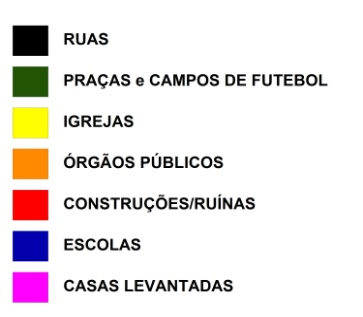 RUAS
PRAÇAS e CAMPOS DE FUTEBOL
IGREJAS
ÓRGÃOS PÚBLICOS
CONSTRUÇÕES/RUÍNAS
ESCOLAS
CASAS LEVANTADAS